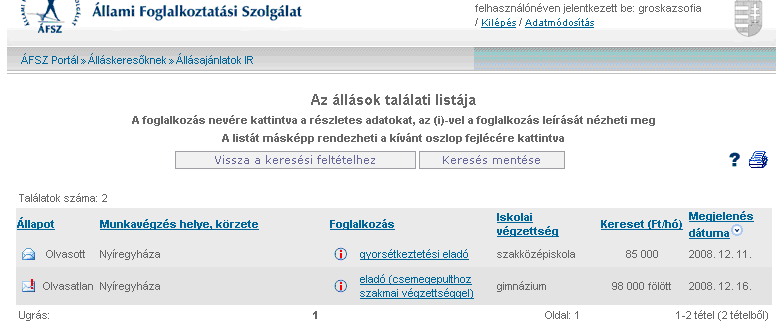 Állami Foglalkoztatási Szolgálat
felhasználónéven jelentkezett be: groskazsofia
/ Kilépés / Adatmódosítás
ÁFSZ
ÁFSZ Portál » Álláskeresőknek » Állásajánlatok IR
Az állások találati listája
A foglalkozás nevére kattintva a részletes adatokat, az (i)-vel a foglalkozás leírását nézheti meg
A listát másképp rendezheti a kívánt oszlop fejlécére kattintva
Vissza a keresési feltételhez Keresés mentése
?
Találatok száma: 2
Állapot Munkavégzés helye, körzete Foglalkozás Iskolai végzettség Kereset (Ft/hó) Megjelenés dátuma
Olvasott Nyíregyháza gyorsétkeztetési eladó szakközépiskola 85 000 2008. 12. 11.
Olvasatlan Nyíregyháza eladó (csemegepulthoz szakmai végzettséggel) gimnázium 98 000 fölött 2008. 12. 16.
Ugrás: 1 Oldal: 1 1-2 tétel (2 tételből)